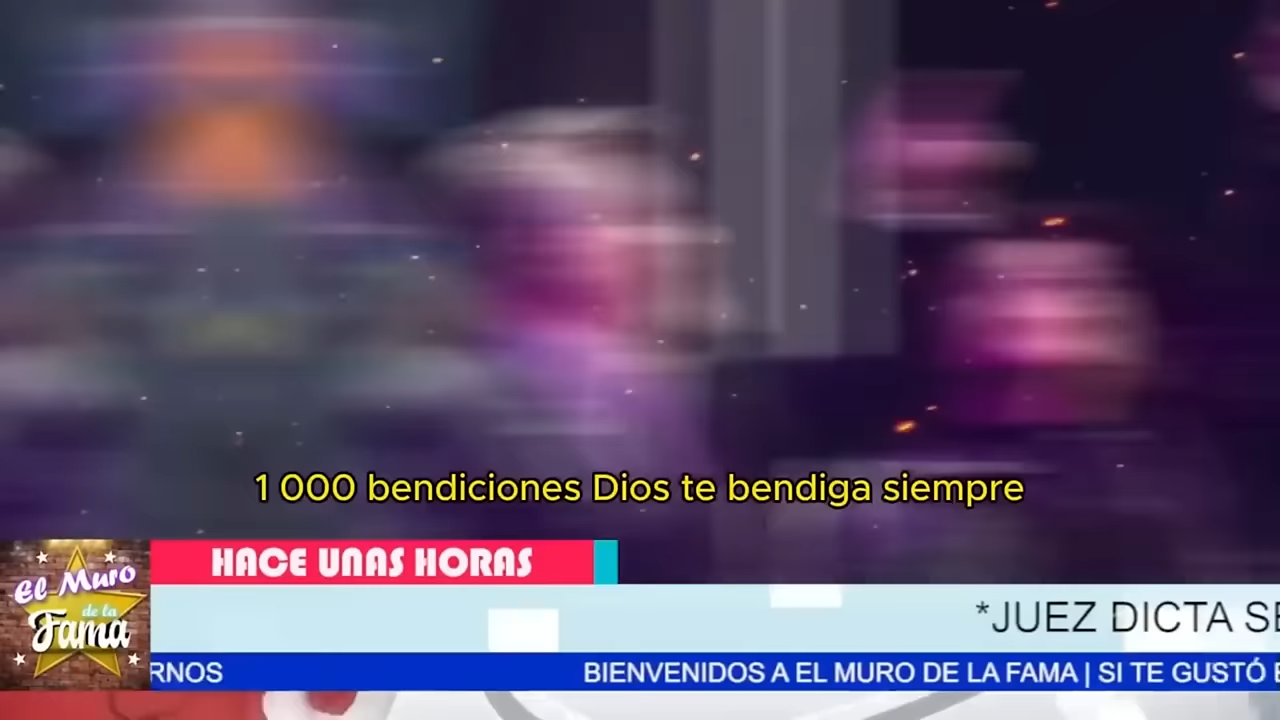 1 000 bendiciones Dios te bendiga siempre
HACE UNAS HORAS
El Muro
de la
Fama
*JUEZ DICTA SE
RNOS BIENVENIDOS A EL MURO DE LA FAMA | SI TE GUSTÓ E